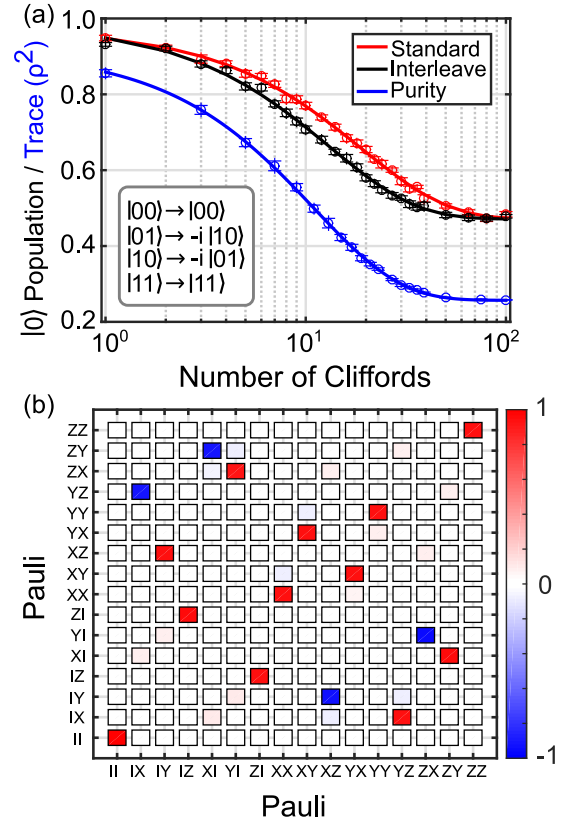 (a)
|0⟩ Population / Trace (ρ²)
1.0
0.8
0.6
0.4
0.2
Standard
Interleave
Purity
|00⟩→|00⟩
|01⟩→-i |10⟩
|10⟩→-i |01⟩
|11⟩→|11⟩
10⁰ 10¹ 10²
Number of Cliffords
(b)
Pauli
ZZ
ZY
ZX
YZ
YY
YX
XZ
XY
XX
ZI
YI
XI
IZ
IY
IX
II
II IX IY IZ XI YI ZI XX XY XZ YX YY YZ ZX ZY ZZ
Pauli
1
0
-1